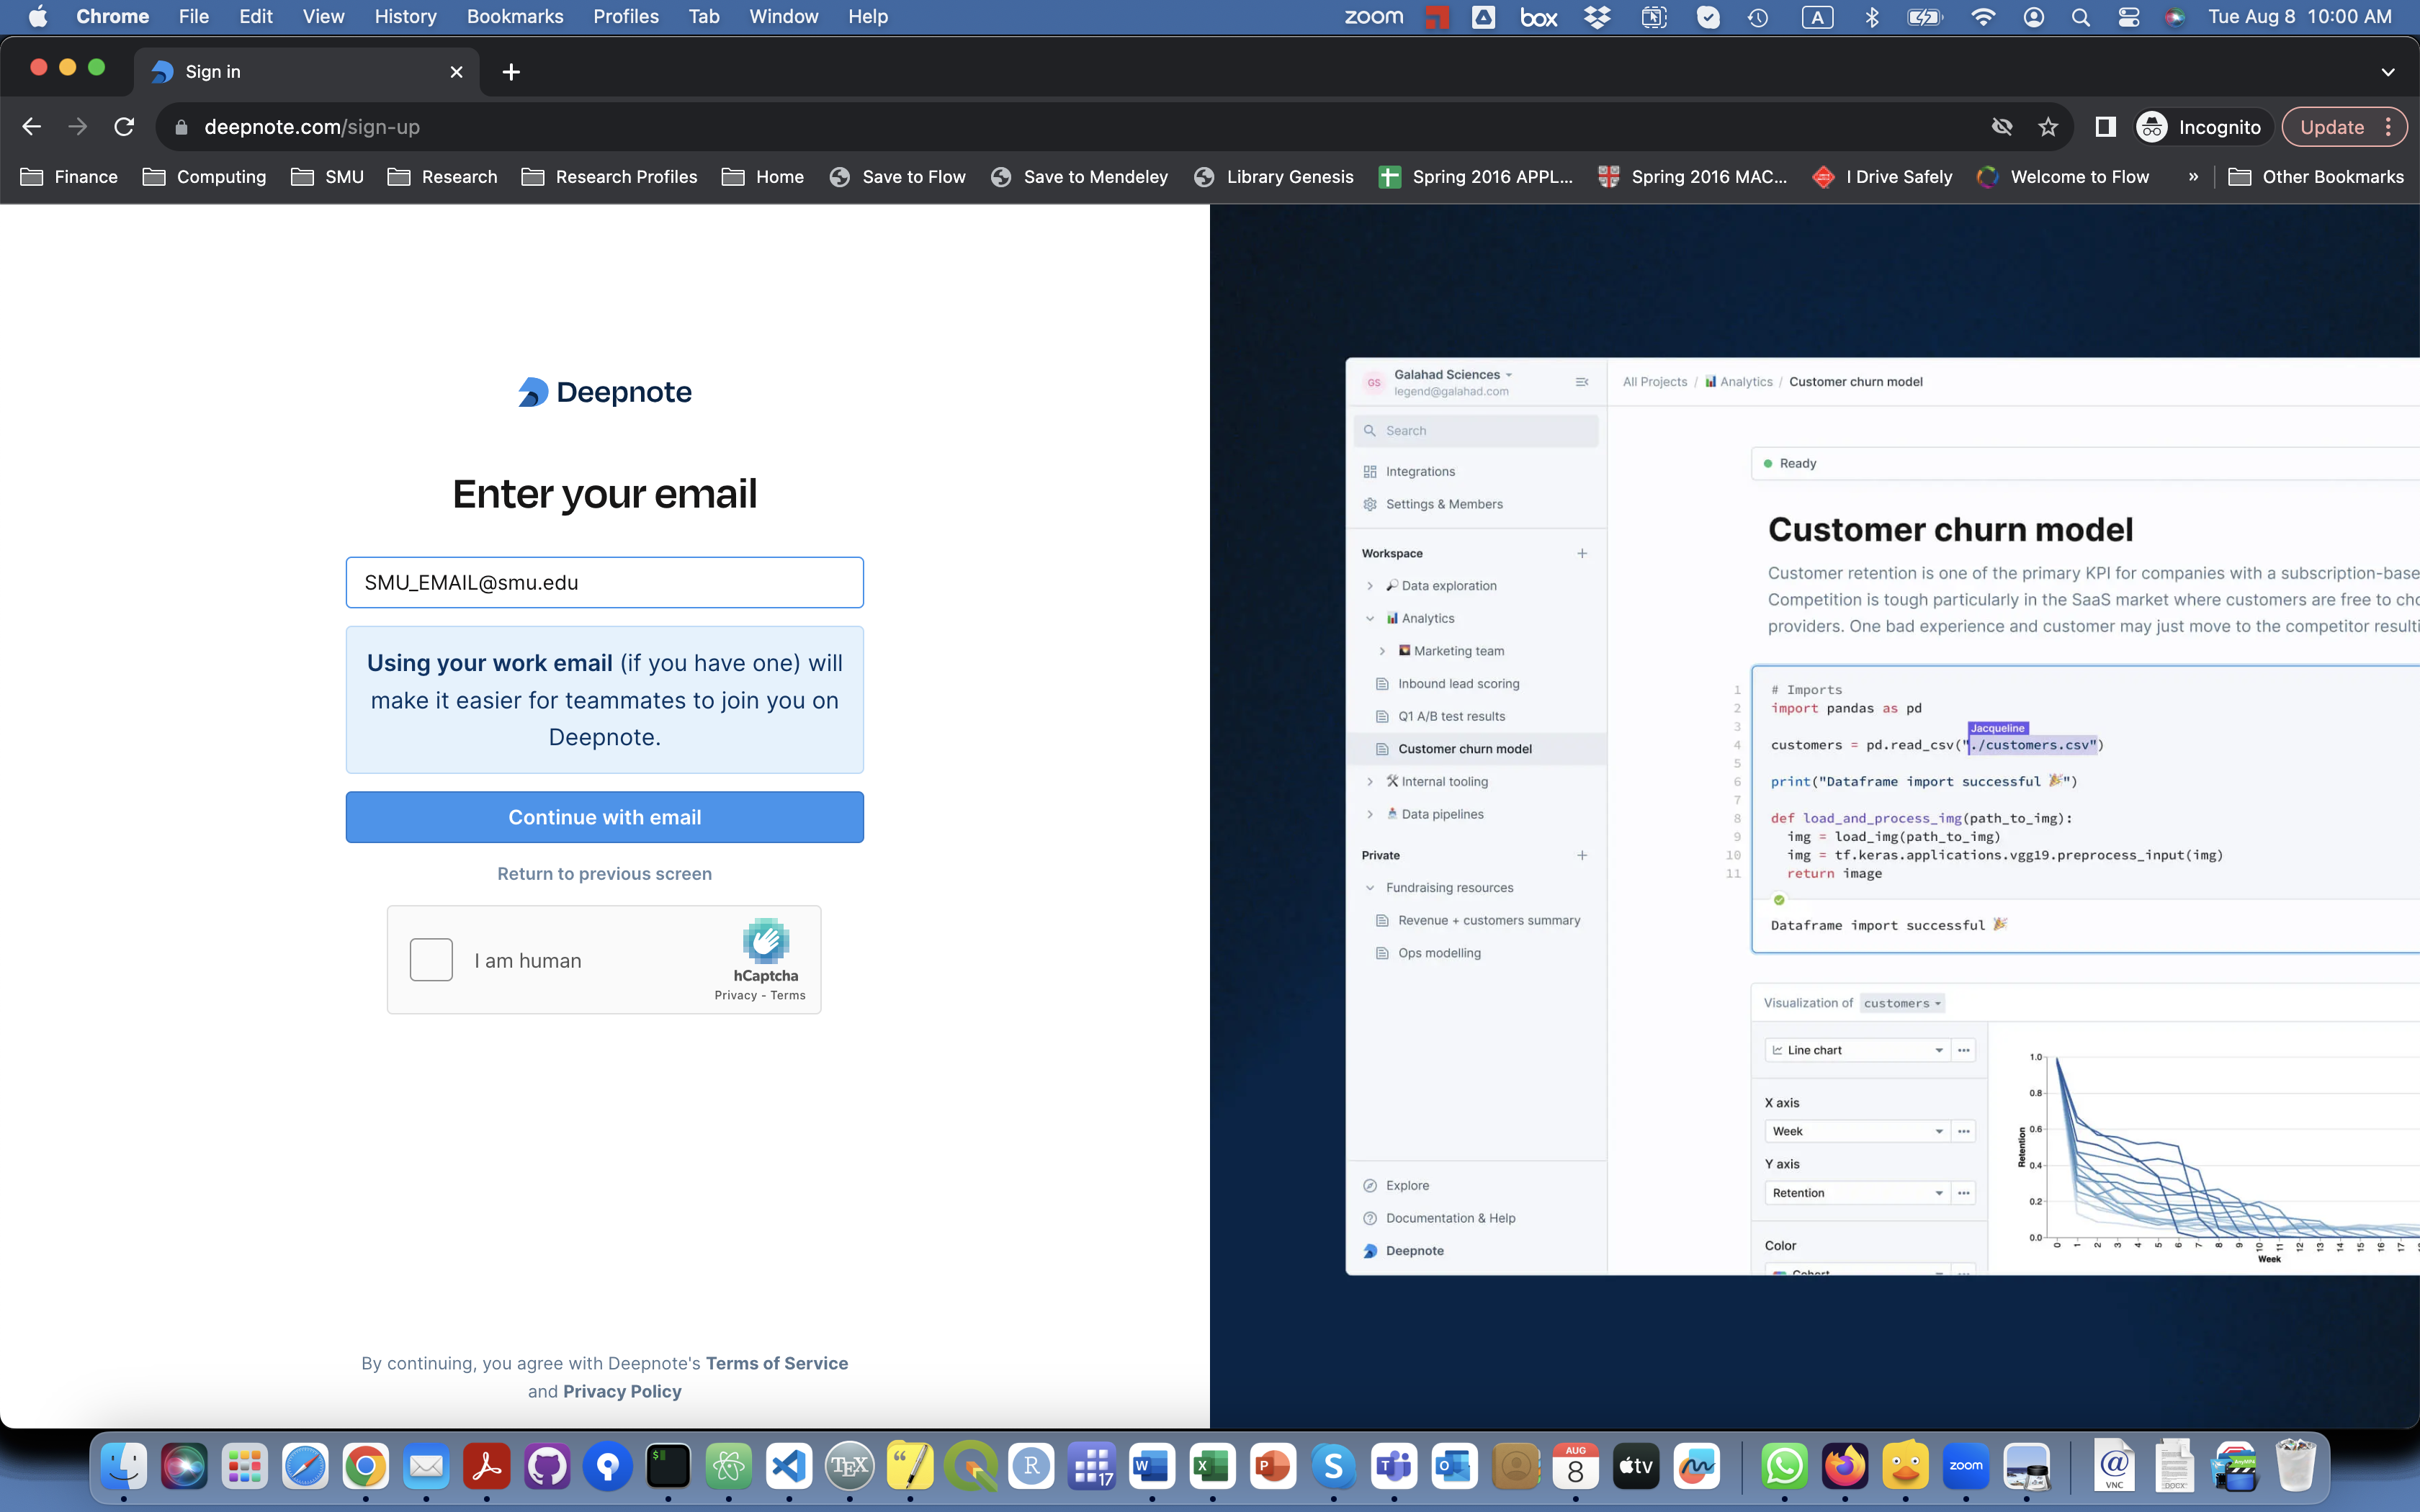 Chrome File Edit View History Bookmarks Profiles Tab Window Help zoom box A Tue Aug 8 10:00 AM
Sign in
deepnote.com/sign-up Incognito Update
Finance Computing SMU Research Research Profiles Home Save to Flow Save to Mendeley Library Genesis Spring 2016 APPL... Spring 2016 MAC... I Drive Safely Welcome to Flow » Other Bookmarks
Deepnote
Enter your email
SMU_EMAIL@smu.edu
Using your work email (if you have one) will
make it easier for teammates to join you on
Deepnote.
Continue with email
Return to previous screen
I am human
hCaptcha
Privacy - Terms
By continuing, you agree with Deepnote's Terms of Service
and Privacy Policy
GS Galahad Sciences
legend@galahad.com
Search
Integrations
Settings & Members
Workspace
Data exploration
Analytics
Marketing team
Inbound lead scoring
Q1 A/B test results
Customer churn model
Internal tooling
Data pipelines
Private
Fundraising resources
Revenue + customers summary
Ops modelling
Explore
Documentation & Help
Deepnote
All Projects / Analytics / Customer churn model
Ready
Customer churn model
Customer retention is one of the primary KPI for companies with a subscription-base
Competition is tough particularly in the SaaS market where customers are free to cho
providers. One bad experience and customer may just move to the competitor resulti
1 # Imports
2 import pandas as pd
3
Jacqueline
4 customers = pd.read_csv("./customers.csv")
5
6 print("Dataframe import successful 🎉")
7
8 def load_and_process_img(path_to_img):
9 img = load_img(path_to_img)
10 img = tf.keras.applications.vgg19.preprocess_input(img)
11 return image
Dataframe import successful 🎉
Visualization of customers
Line chart
X axis
Week
Y axis
Retention
Color
Cohort
1.0
0.8
0.6
0.4
0.2
0.0
Retention
0 1 2 3 4 5 6 7 8 9 10 11 12 13 14 15 16 17
Week
$
TEX
R
17
W
X
P
S
T
O
AUG
8
tv
zoom
@
VNC
DOCX